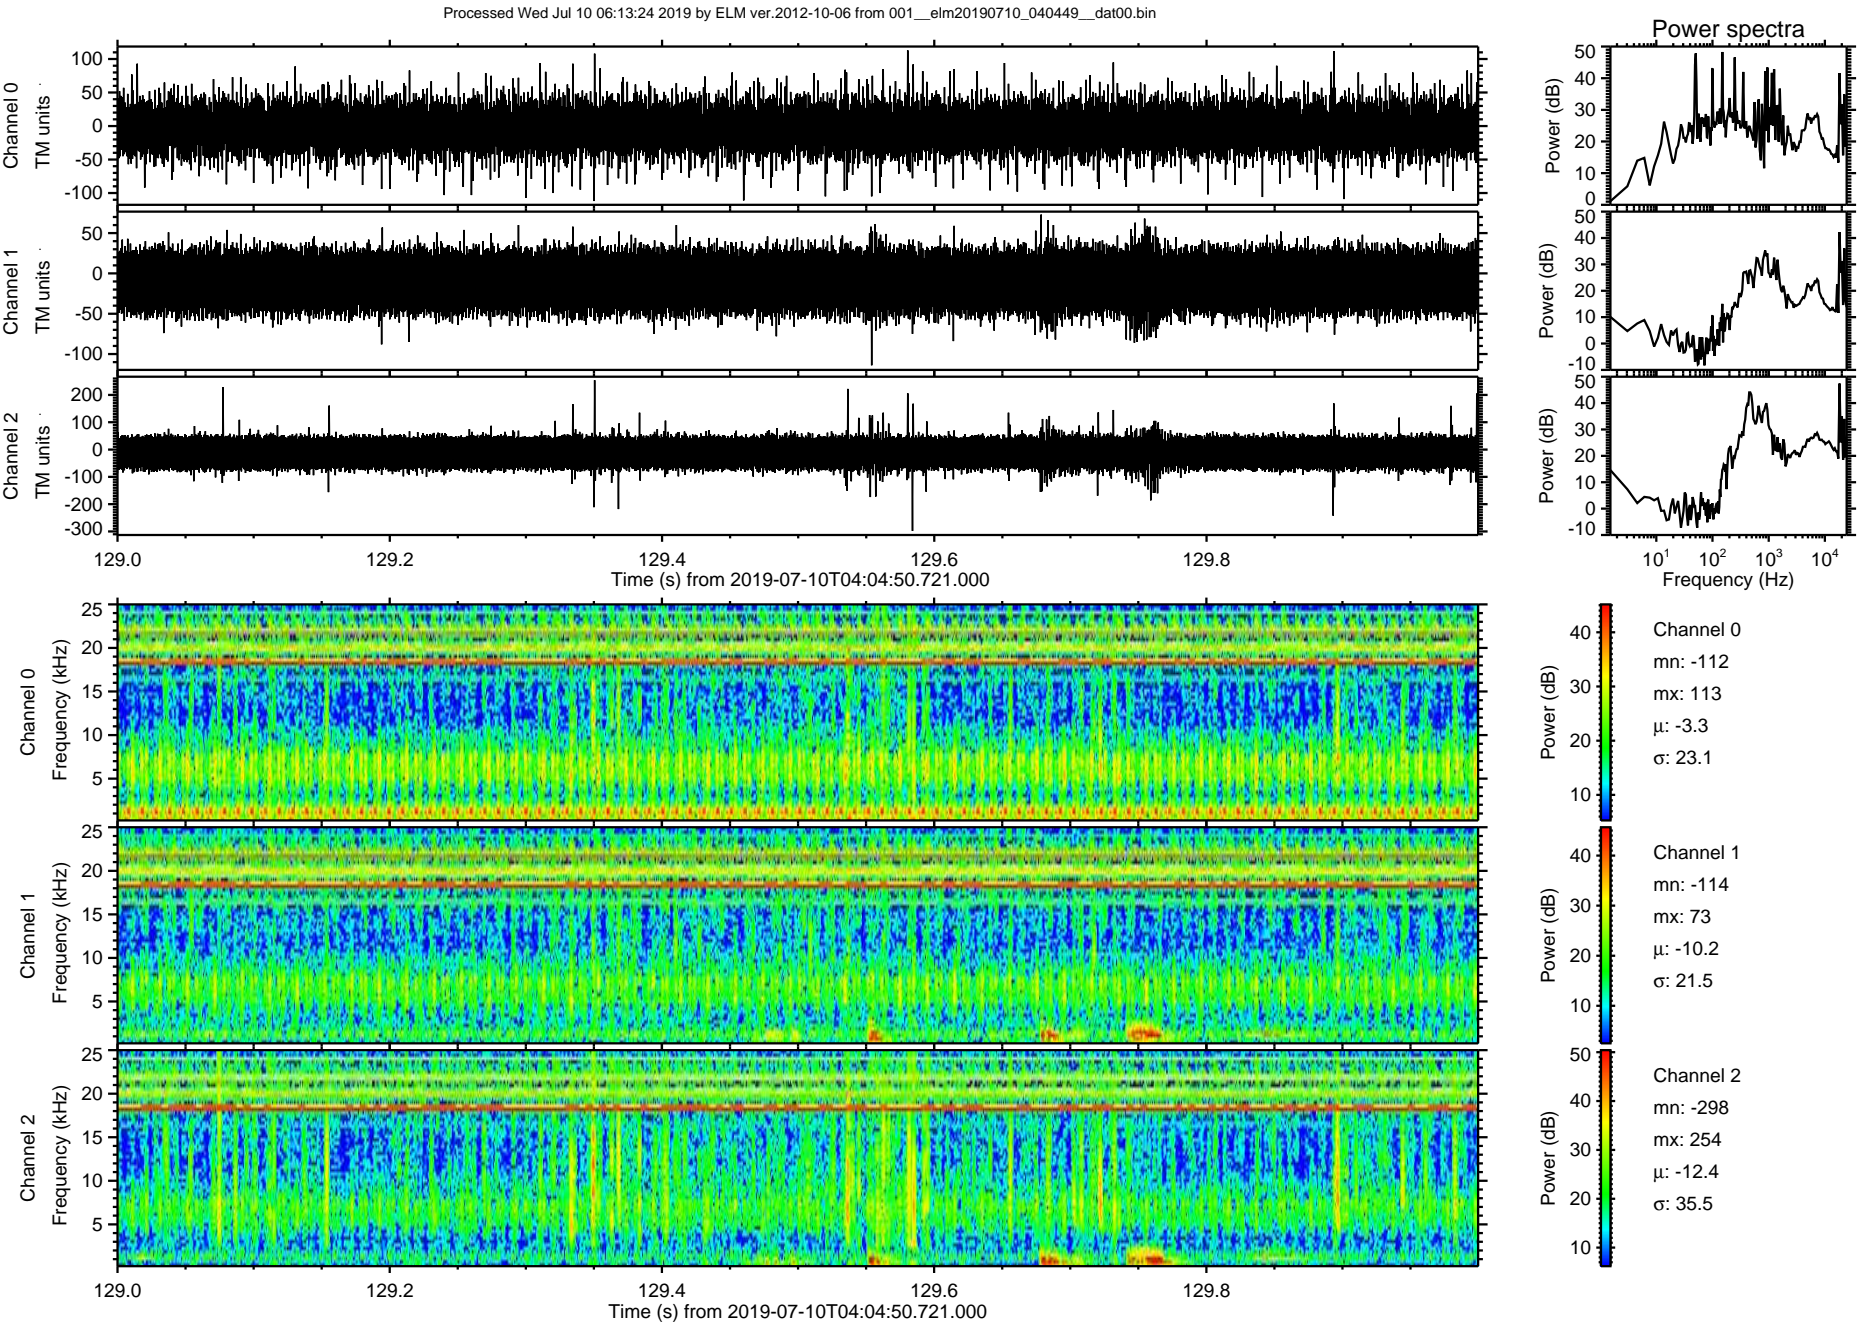 Processed Wed Jul 10 06:13:24 2019 by ELM ver.2012-10-06 from 001__elm20190710_040449__dat00.bin
Power spectra
Channel 0
TM units
100
50
0
-50
-100
Power (dB)
50
40
30
20
10
0
Channel 1
TM units
50
0
-50
-100
Power (dB)
50
40
30
20
10
0
-10
Channel 2
TM units
200
100
0
-100
-200
-300
Power (dB)
50
40
30
20
10
0
-10
129.0 129.2 129.4 129.6 129.8
Time (s) from 2019-07-10T04:04:50.721.000
10¹ 10² 10³ 10⁴
Frequency (Hz)
Channel 0
Frequency (kHz)
25
20
15
10
5
Power (dB)
40
30
20
10
Channel 0
mn: -112
mx: 113
μ: -3.3
σ: 23.1
Channel 1
Frequency (kHz)
25
20
15
10
5
Power (dB)
40
30
20
10
Channel 1
mn: -114
mx: 73
μ: -10.2
σ: 21.5
Channel 2
Frequency (kHz)
25
20
15
10
5
Power (dB)
50
40
30
20
10
Channel 2
mn: -298
mx: 254
μ: -12.4
σ: 35.5
129.0 129.2 129.4 129.6 129.8
Time (s) from 2019-07-10T04:04:50.721.000